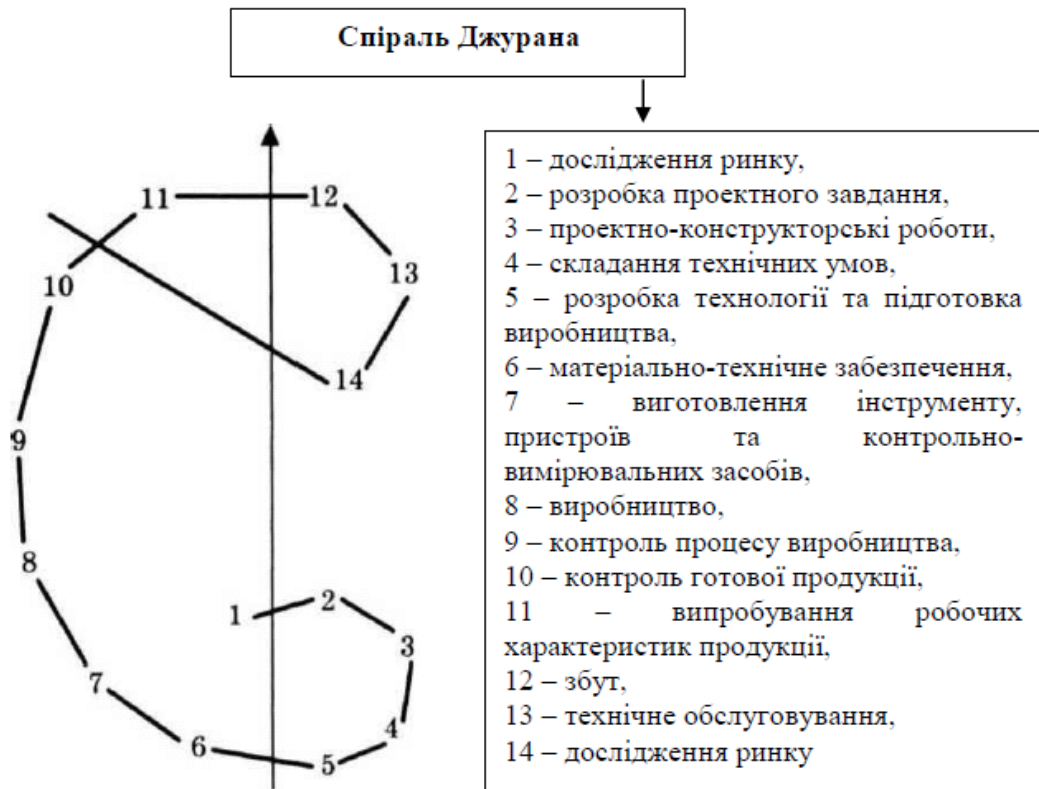 Спіраль Джурана
1 – дослідження ринку,
2 – розробка проектного завдання,
3 – проектно-конструкторські роботи,
4 – складання технічних умов,
5 – розробка технології та підготовка
виробництва,
6 – матеріально-технічне забезпечення,
7 – виготовлення інструменту,
пристроїв та контрольно-
вимірювальних засобів,
8 – виробництво,
9 – контроль процесу виробництва,
10 – контроль готової продукції,
11 – випробування робочих
характеристик продукції,
12 – збут,
13 – технічне обслуговування,
14 – дослідження ринку
11
12
13
10
14
9
8
1
2
3
7
4
6
5